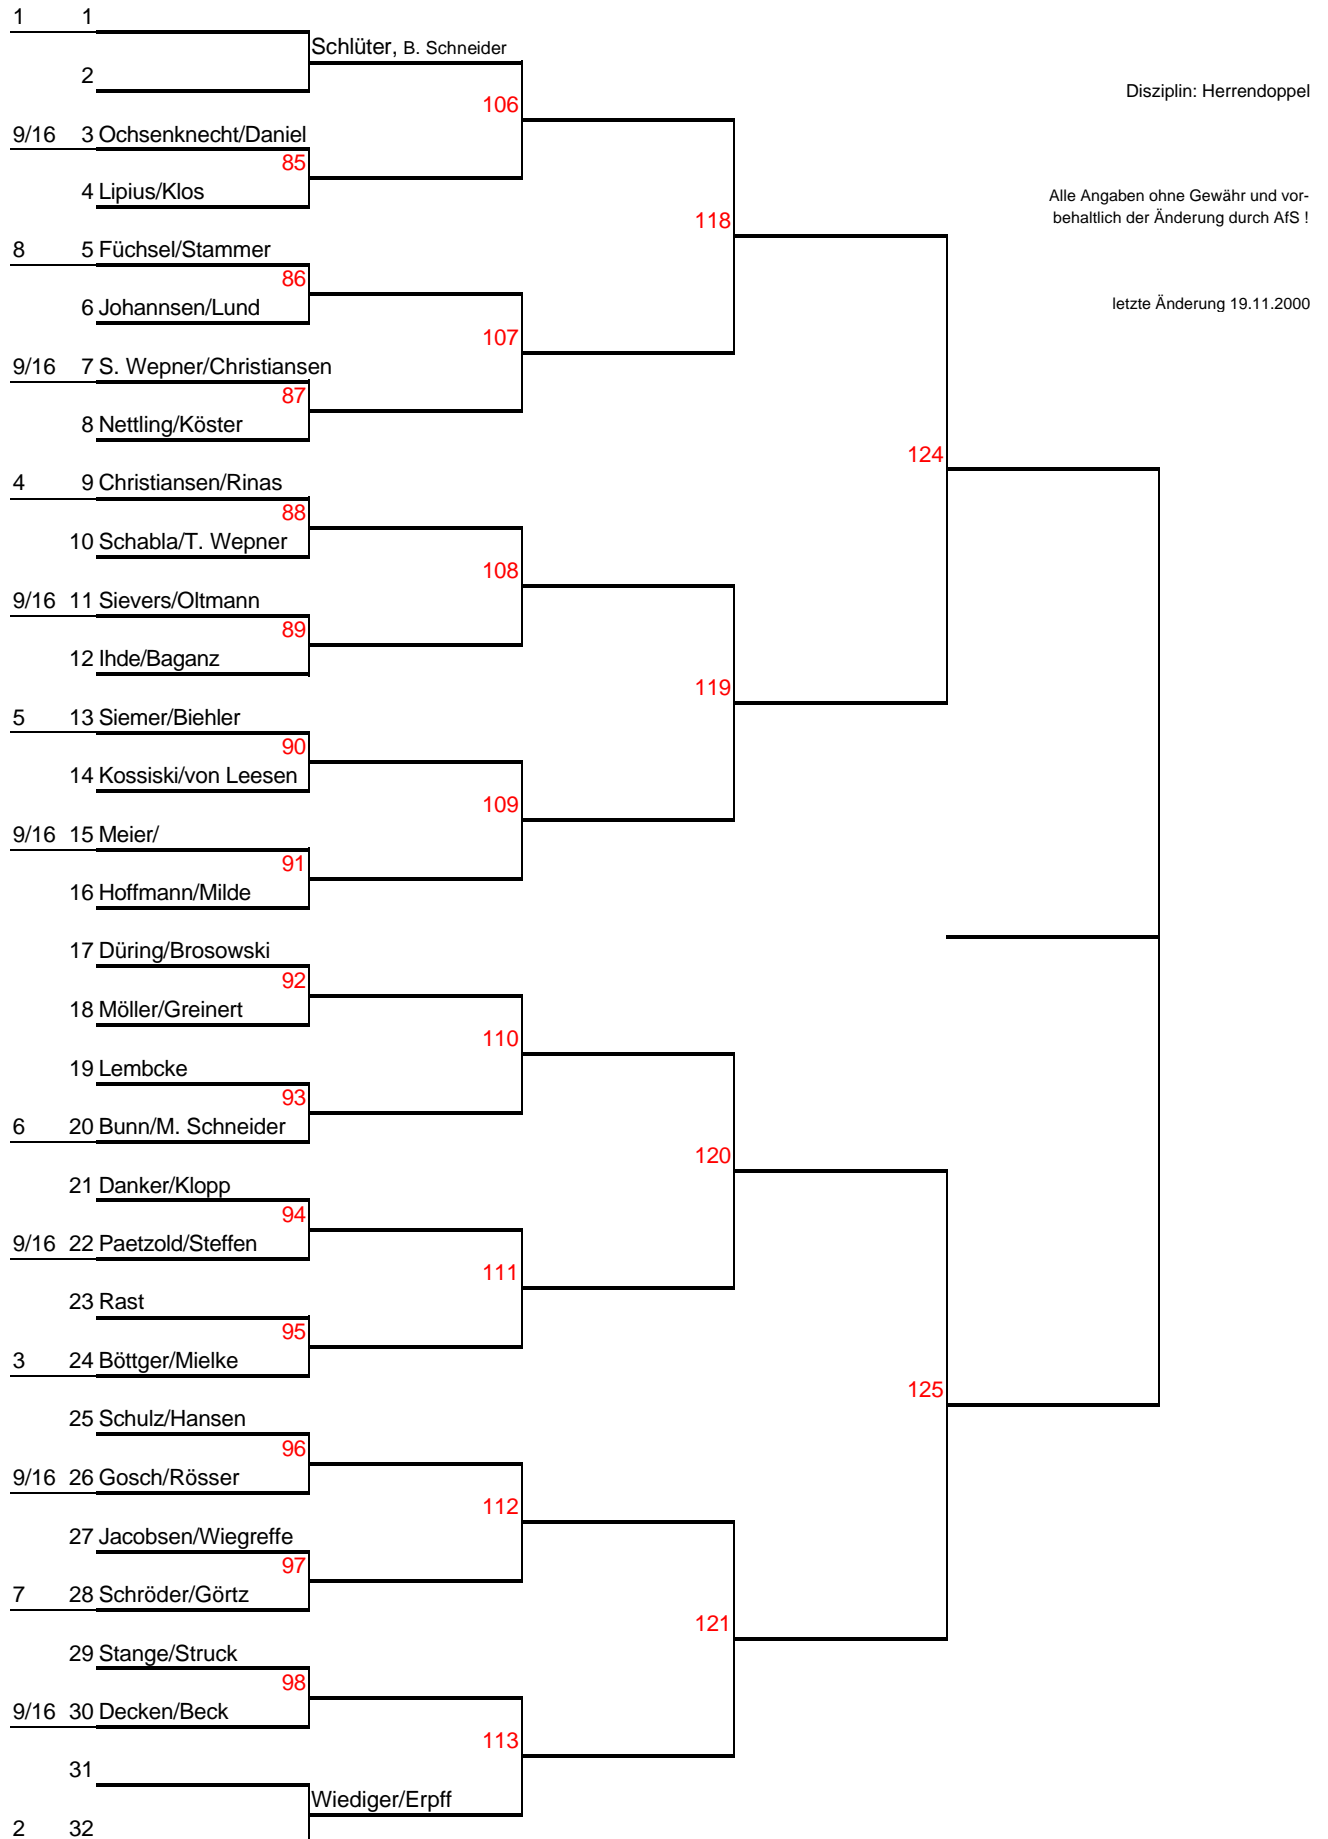 1 1
Schlüter, B. Schneider
2
Disziplin: Herrendoppel
106
9/16 3 Ochsenknecht/Daniel
85
4 Lipius/Klos
Alle Angaben ohne Gewähr und vor-
behaltlich der Änderung durch AfS !
118
8 5 Füchsel/Stammer
86
6 Johannsen/Lund
letzte Änderung 19.11.2000
107
9/16 7 S. Wepner/Christiansen
87
8 Nettling/Köster
124
4 9 Christiansen/Rinas
88
10 Schabla/T. Wepner
108
9/16 11 Sievers/Oltmann
89
12 Ihde/Baganz
119
5 13 Siemer/Biehler
90
14 Kossiski/von Leesen
109
9/16 15 Meier/
91
16 Hoffmann/Milde
17 Düring/Brosowski
92
18 Möller/Greinert
110
19 Lembcke
93
6 20 Bunn/M. Schneider
120
21 Danker/Klopp
94
9/16 22 Paetzold/Steffen
111
23 Rast
95
3 24 Böttger/Mielke
125
25 Schulz/Hansen
96
9/16 26 Gosch/Rösser
112
27 Jacobsen/Wiegreffe
97
7 28 Schröder/Görtz
121
29 Stange/Struck
98
9/16 30 Decken/Beck
113
31
Wiediger/Erpff
2 32